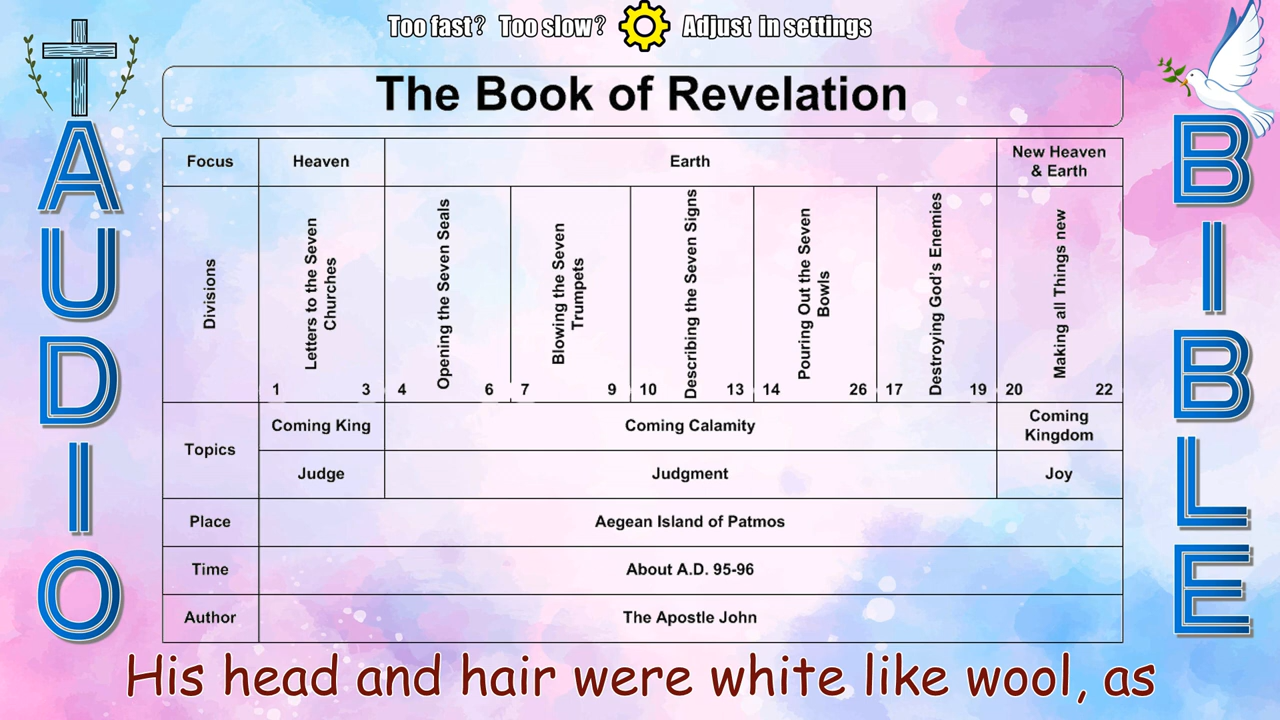 Too fast? Too slow? Adjust in settings
AUDIO
BIBLE
The Book of Revelation
Focus
Heaven
Earth
New Heaven
& Earth
Divisions
Letters to the Seven
Churches
1 3
Opening the Seven Seals
4 6
Blowing the Seven
Trumpets
7 9
Describing the Seven Signs
10 13
Pouring Out the Seven
Bowls
14 26
Destroying God's Enemies
17 19
Making all Things new
20 22
Topics
Coming King
Coming Calamity
Coming
Kingdom
Judge
Judgment
Joy
Place
Aegean Island of Patmos
Time
About A.D. 95-96
Author
The Apostle John
His head and hair were white like wool, as